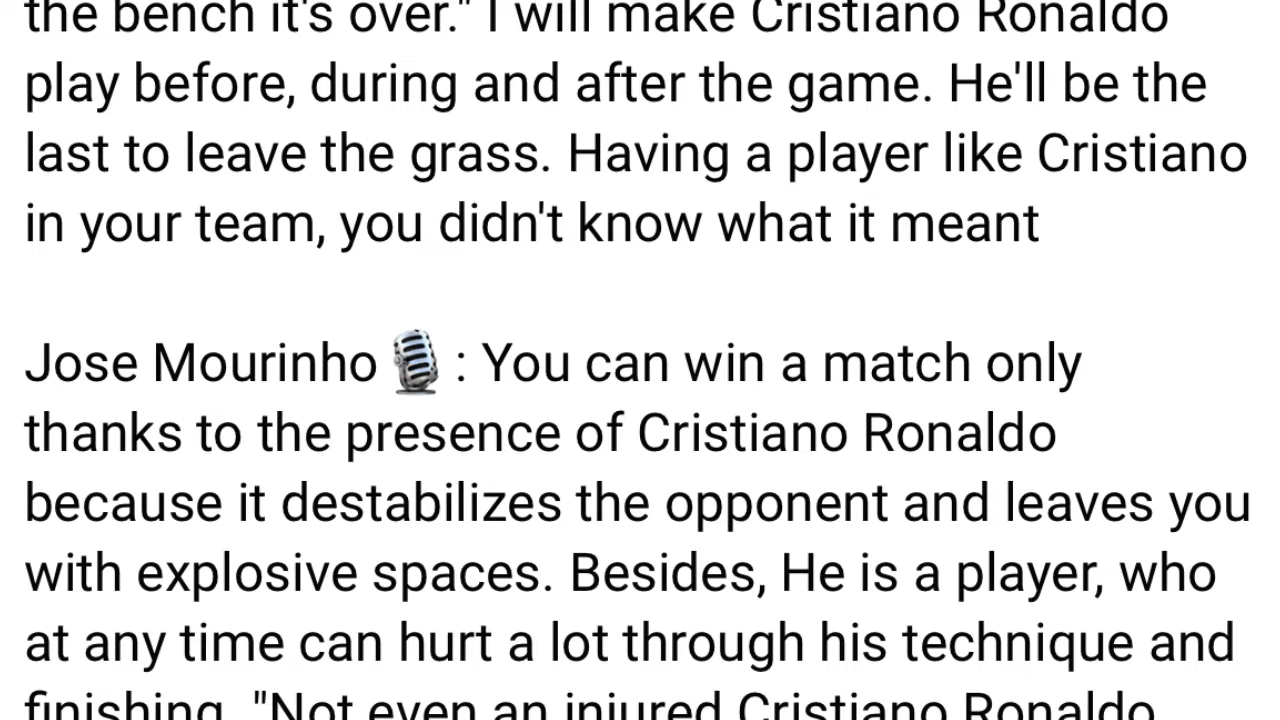 the bench it's over." I will make Cristiano Ronaldo
play before, during and after the game. He'll be the
last to leave the grass. Having a player like Cristiano
in your team, you didn't know what it meant
Jose Mourinho 🎙️ : You can win a match only
thanks to the presence of Cristiano Ronaldo
because it destabilizes the opponent and leaves you
with explosive spaces. Besides, He is a player, who
at any time can hurt a lot through his technique and
finishing. "Not even an injured Cristiano Ronaldo